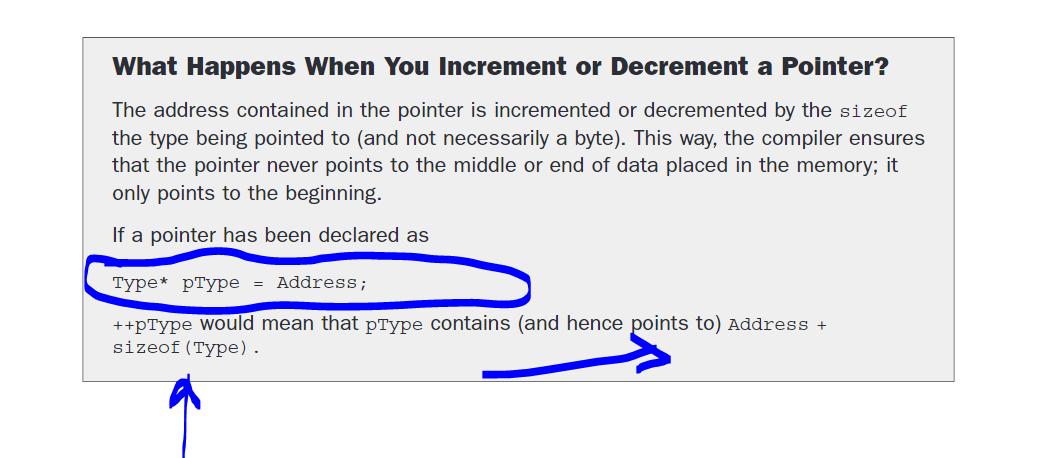 What Happens When You Increment or Decrement a Pointer?
The address contained in the pointer is incremented or decremented by the sizeof
the type being pointed to (and not necessarily a byte). This way, the compiler ensures
that the pointer never points to the middle or end of data placed in the memory; it
only points to the beginning.
If a pointer has been declared as
Type* pType = Address;
++pType would mean that pType contains (and hence points to) Address +
sizeof(Type).